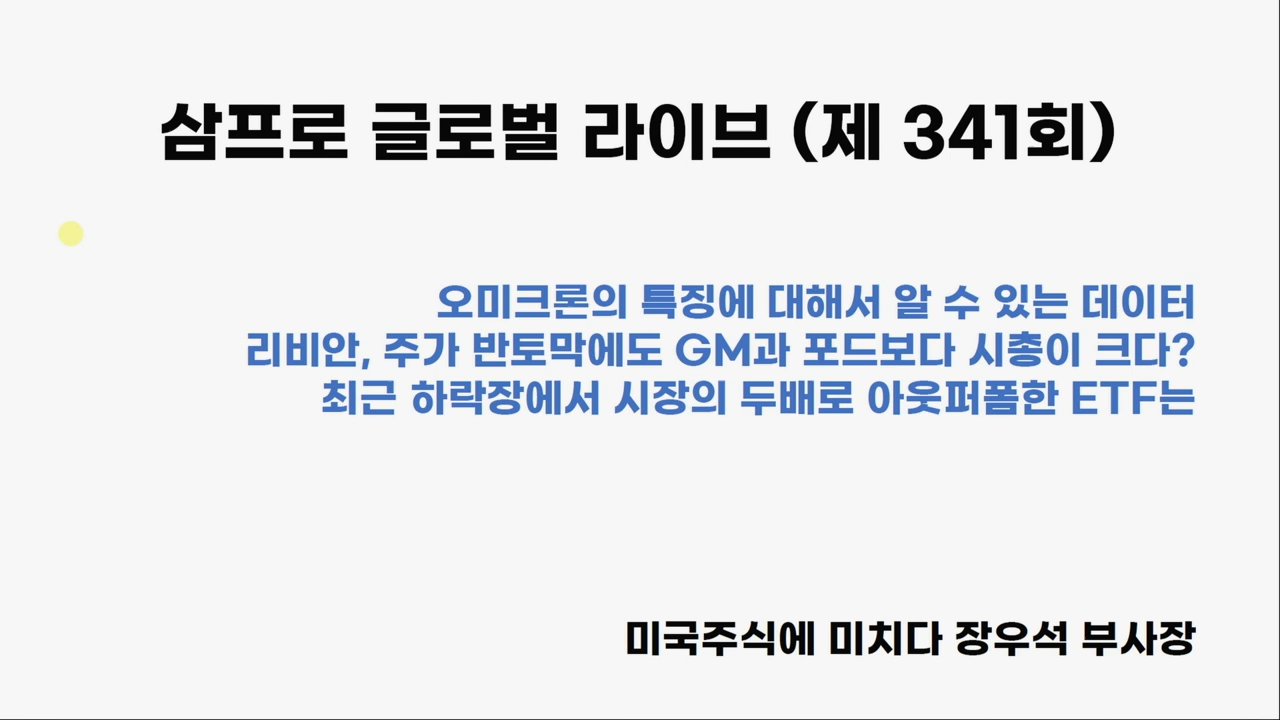 삼프로 글로벌 라이브 (제 341회)
오미크론의 특징에 대해서 알 수 있는 데이터
리비안, 주가 반토막에도 GM과 포드보다 시총이 크다?
최근 하락장에서 시장의 두배로 아웃퍼폼한 ETF는
미국주식에 미치다 장우석 부사장